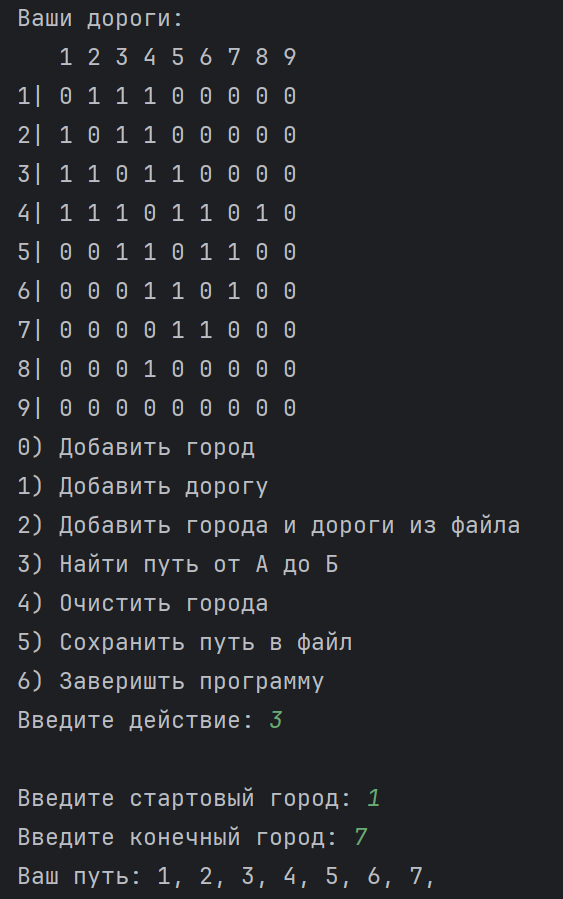 Ваши дороги:
   1 2 3 4 5 6 7 8 9
1| 0 1 1 1 0 0 0 0 0
2| 1 0 1 1 0 0 0 0 0
3| 1 1 0 1 1 0 0 0 0
4| 1 1 1 0 1 1 0 1 0
5| 0 0 1 1 0 1 1 0 0
6| 0 0 0 1 1 0 1 0 0
7| 0 0 0 0 1 1 0 0 0
8| 0 0 0 1 0 0 0 0 0
9| 0 0 0 0 0 0 0 0 0
0) Добавить город
1) Добавить дорогу
2) Добавить города и дороги из файла
3) Найти путь от А до Б
4) Очистить города
5) Сохранить путь в файл
6) Заверишть программу
Введите действие: 3
Введите стартовый город: 1
Введите конечный город: 7
Ваш путь: 1, 2, 3, 4, 5, 6, 7,